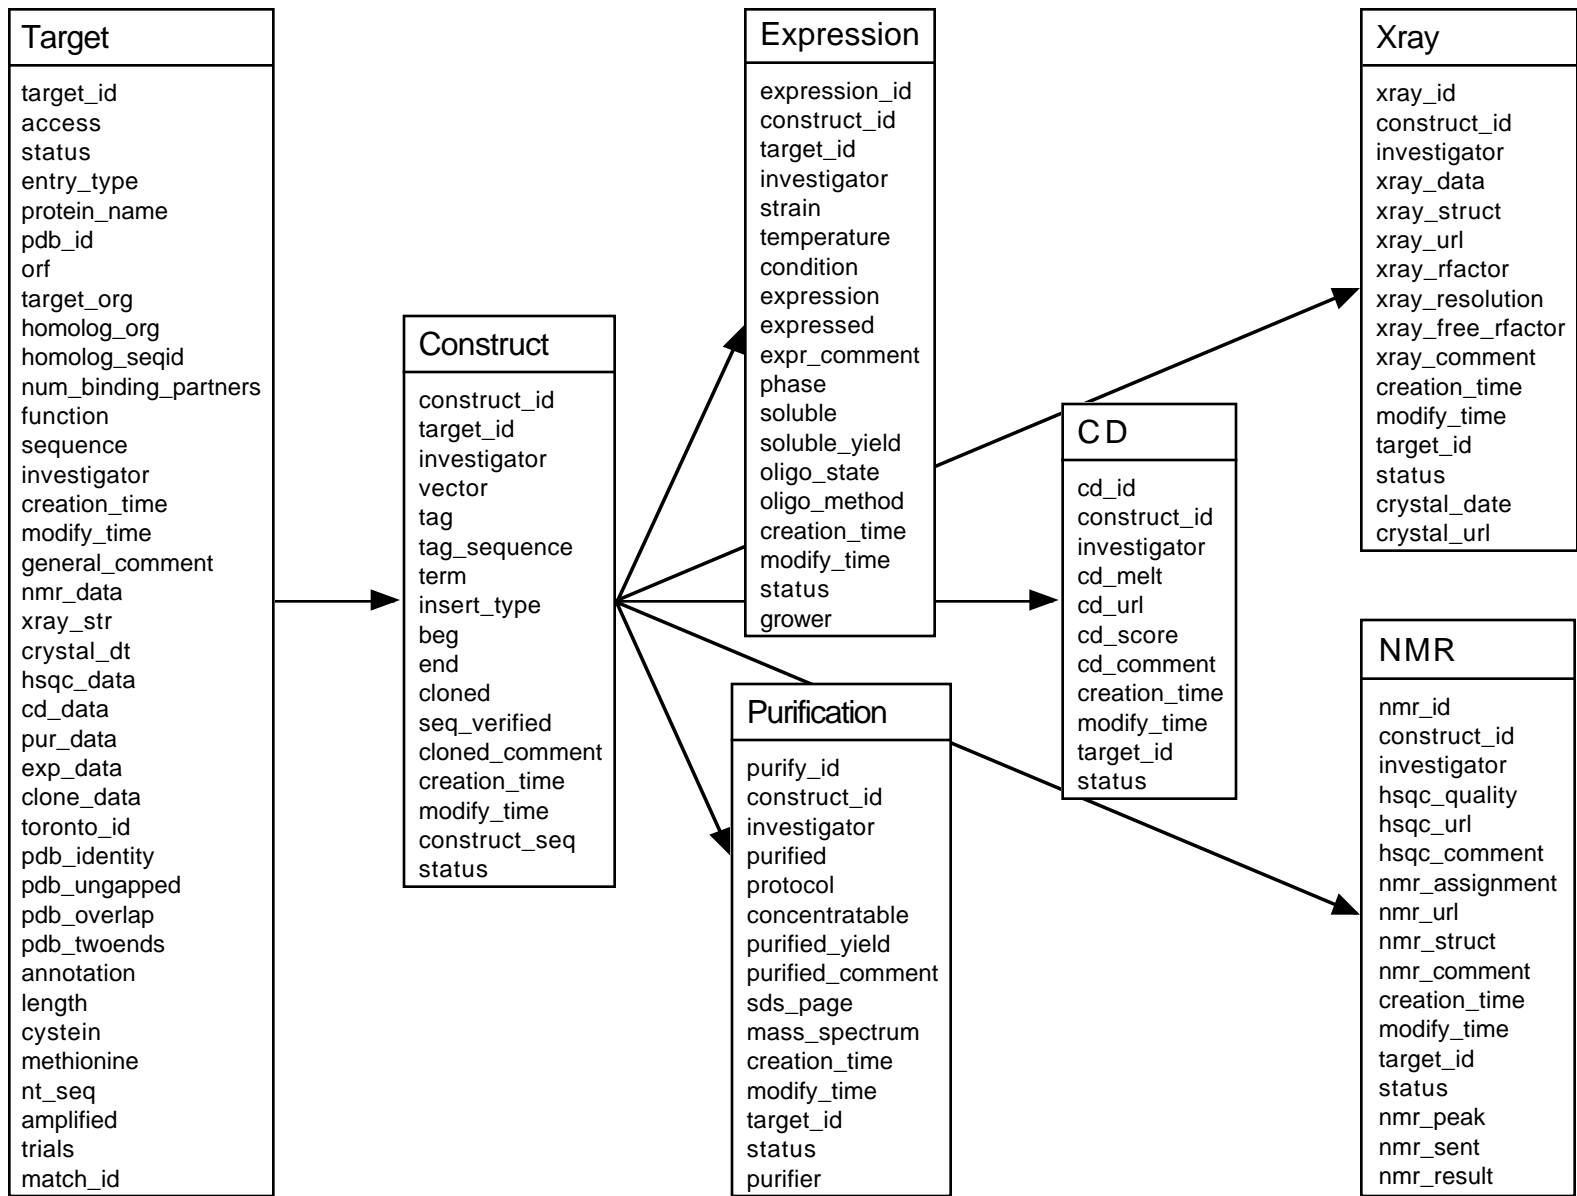 Target
target_id
access
status
entry_type
protein_name
pdb_id
orf
target_org
homolog_org
homolog_seqid
num_binding_partners
function
sequence
investigator
creation_time
modify_time
general_comment
nmr_data
xray_str
crystal_dt
hsqc_data
cd_data
pur_data
exp_data
clone_data
toronto_id
pdb_identity
pdb_ungapped
pdb_overlap
pdb_twoends
annotation
length
cystein
methionine
nt_seq
amplified
trials
match_id
Construct
construct_id
target_id
investigator
vector
tag
tag_sequence
term
insert_type
beg
end
cloned
seq_verified
cloned_comment
creation_time
modify_time
construct_seq
status
Expression
expression_id
construct_id
target_id
investigator
strain
temperature
condition
expression
expressed
expr_comment
phase
soluble
soluble_yield
oligo_state
oligo_method
creation_time
modify_time
status
grower
Purification
purify_id
construct_id
investigator
purified
protocol
concentratable
purified_yield
purified_comment
sds_page
mass_spectrum
creation_time
modify_time
target_id
status
purifier
CD
cd_id
construct_id
investigator
cd_melt
cd_url
cd_score
cd_comment
creation_time
modify_time
target_id
status
Xray
xray_id
construct_id
investigator
xray_data
xray_struct
xray_url
xray_rfactor
xray_resolution
xray_free_rfactor
xray_comment
creation_time
modify_time
target_id
status
crystal_date
crystal_url
NMR
nmr_id
construct_id
investigator
hsqc_quality
hsqc_url
hsqc_comment
nmr_assignment
nmr_url
nmr_struct
nmr_comment
creation_time
modify_time
target_id
status
nmr_peak
nmr_sent
nmr_result